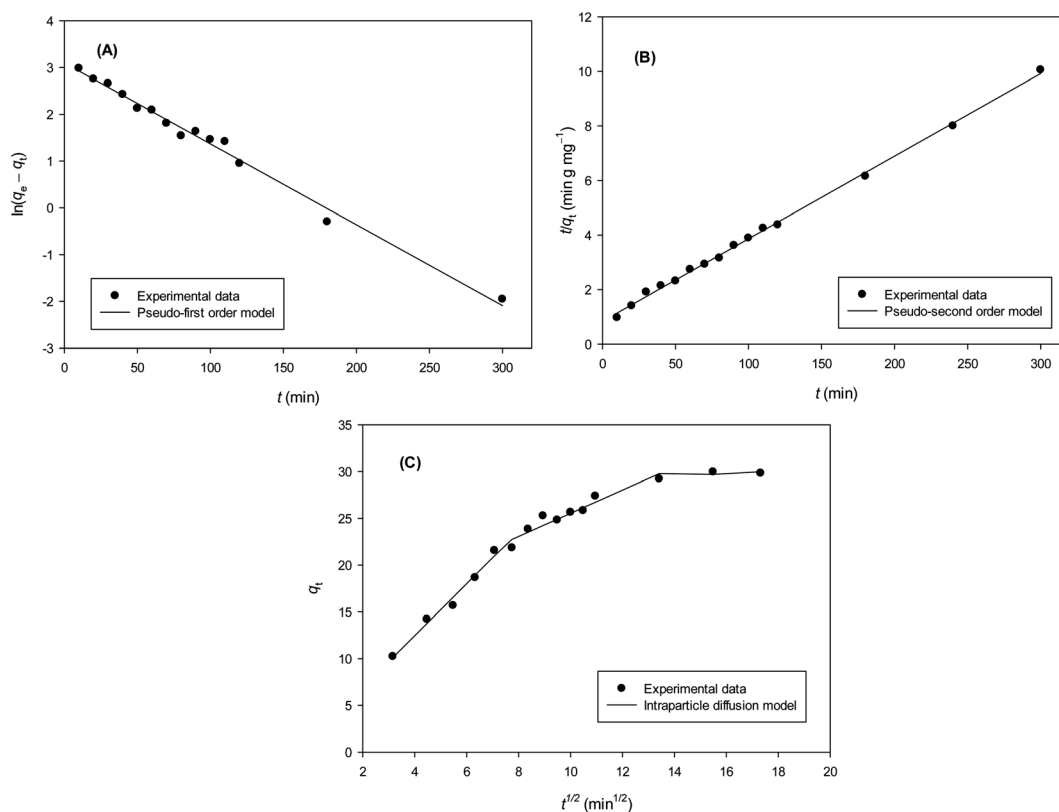 (A)
ln(qe − qt)
4
3
2
1
0
-1
-2
-3
0 50 100 150 200 250 300
t (min)
Experimental data
Pseudo-first order model
(B)
t/qt (min g mg−1)
12
10
8
6
4
2
0
0 50 100 150 200 250 300
t (min)
Experimental data
Pseudo-second order model
(C)
qt
35
30
25
20
15
10
5
0
2 4 6 8 10 12 14 16 18 20
t1/2 (min1/2)
Experimental data
Intraparticle diffusion model